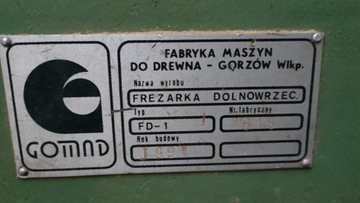 FABRYKA MASZYN
DO DREWNA - GORZÓW Wlkp.
Nazwa wyrobu
FREZARKA DOLNOWRZEC.
Typ
Nr. fabryczny
FD-1
Rok budowy
GOMAD